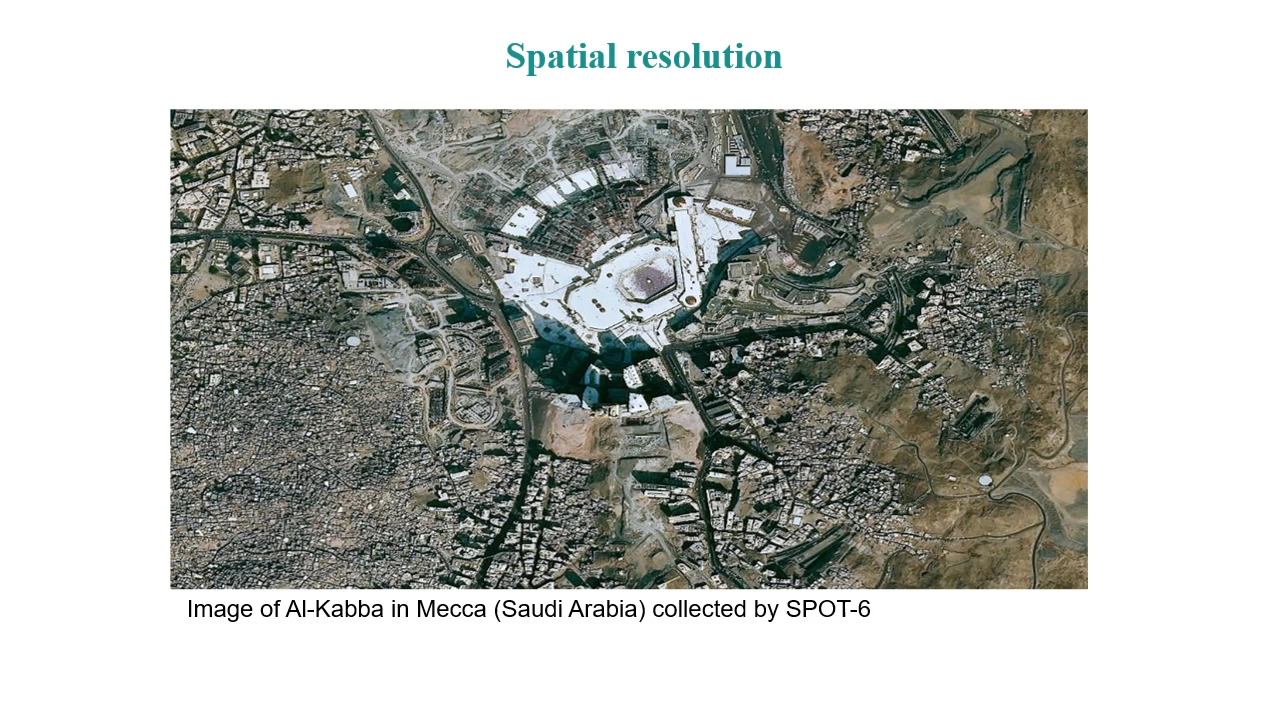 Spatial resolution
Image of Al-Kabba in Mecca (Saudi Arabia) collected by SPOT-6